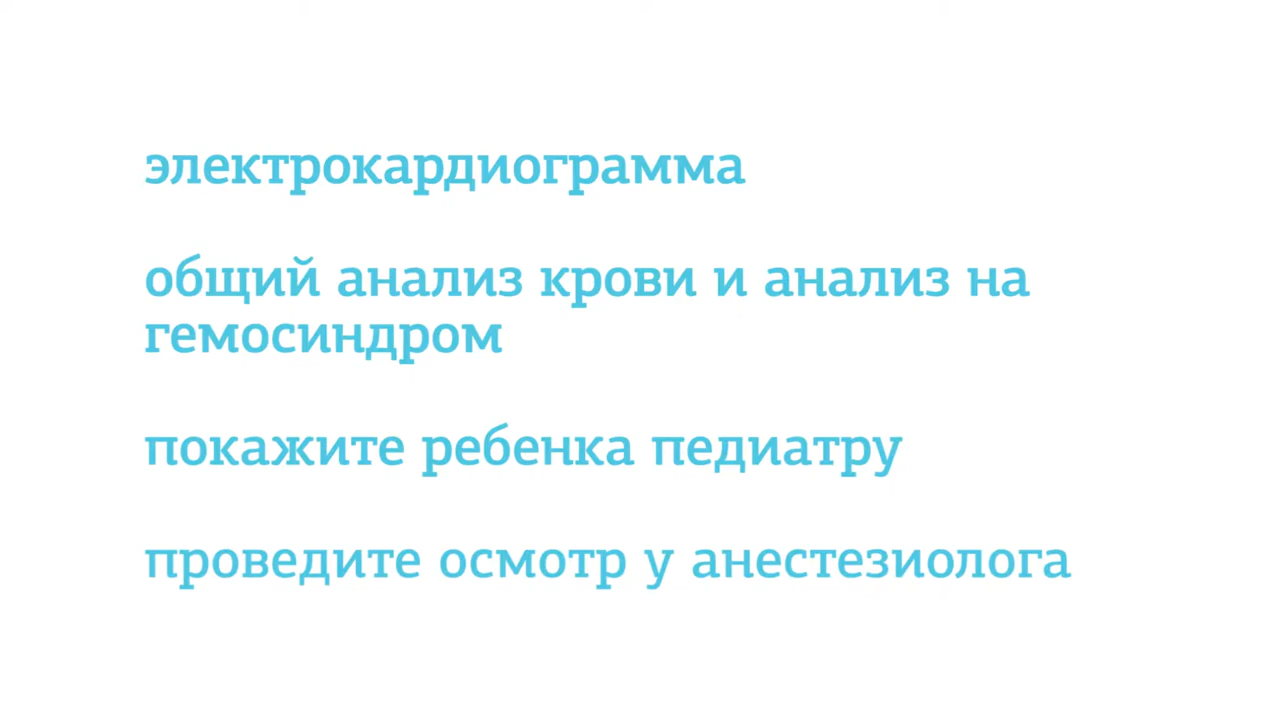 электрокардиограмма
общий анализ крови и анализ на
гемосиндром
покажите ребенка педиатру
проведите осмотр у анестезиолога